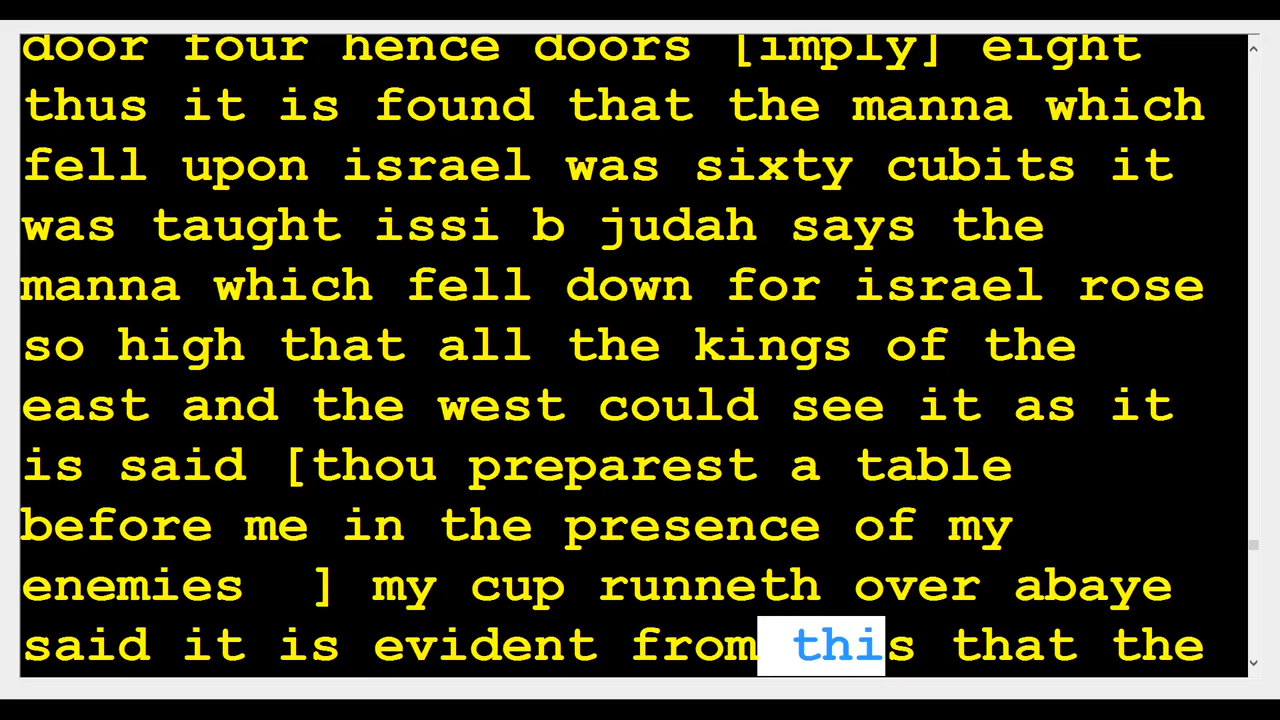 door four hence doors [imply] eight
thus it is found that the manna which
fell upon israel was sixty cubits it
was taught issi b judah says the
manna which fell down for israel rose
so high that all the kings of the
east and the west could see it as it
is said [thou preparest a table
before me in the presence of my
enemies  ] my cup runneth over abaye
said it is evident from this that the